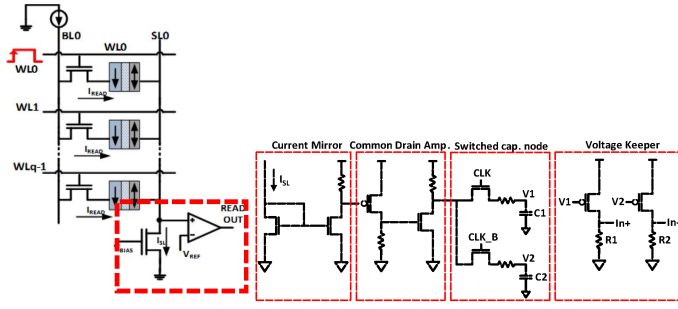 BL0
SL0
WL0
WL0
IREAD
WL1
IREAD
WLq-1
IREAD
READ
OUT
ISL
BIAS
VREF
Current Mirror
Common Drain Amp.
Switched cap. node
Voltage Keeper
ISL
CLK
V1
C1
CLK_B
V2
C2
V1
V2
In+
In-
R1
R2